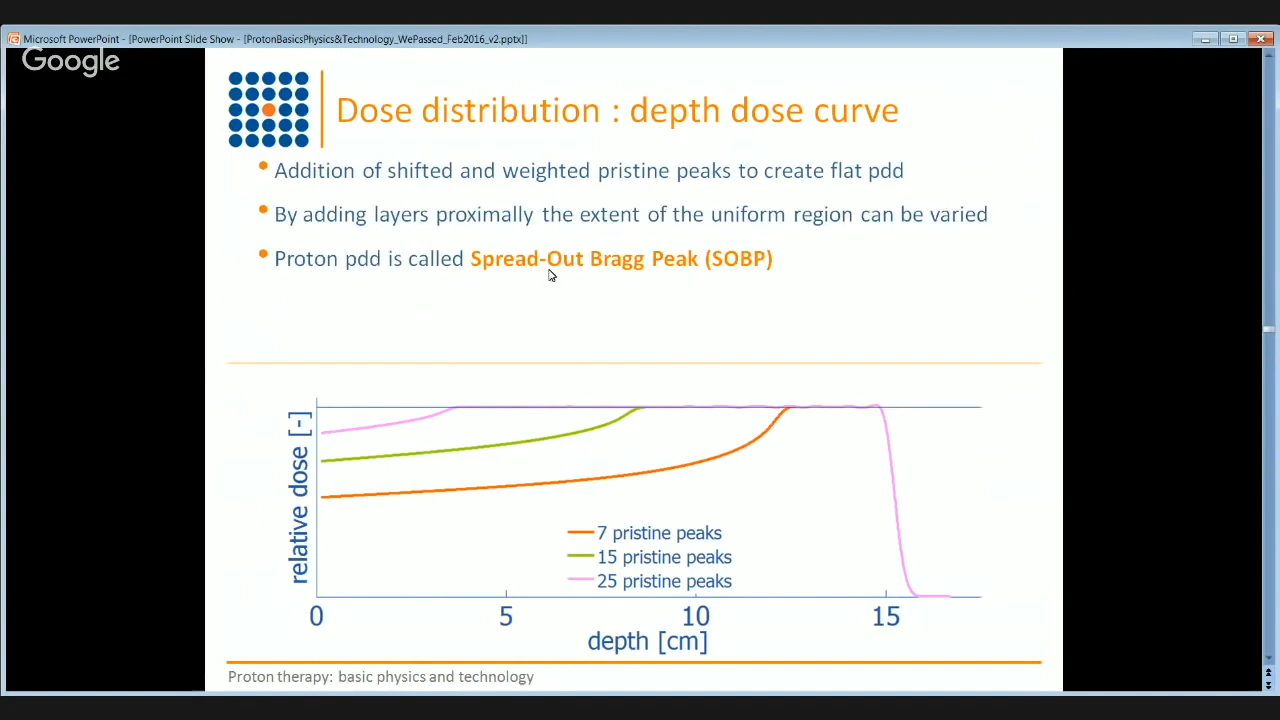 Microsoft PowerPoint - [PowerPoint Slide Show - [ProtonBasicsPhysics&Technology_WePassed_Feb2016_v2.pptx]]
Google
Dose distribution : depth dose curve
• Addition of shifted and weighted pristine peaks to create flat pdd
• By adding layers proximally the extent of the uniform region can be varied
• Proton pdd is called Spread-Out Bragg Peak (SOBP)
relative dose [-]
7 pristine peaks
15 pristine peaks
25 pristine peaks
0 5 10 15
depth [cm]
Proton therapy: basic physics and technology